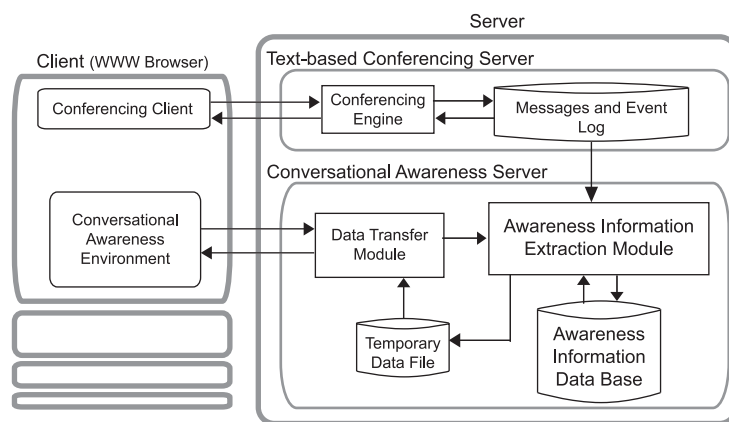 Server
Client (WWW Browser)
Text-based Conferencing Server
Conferencing Client
Conferencing
Engine
Messages and Event
Log
Conversational Awareness Server
Conversational
Awareness
Environment
Data Transfer
Module
Awareness Information
Extraction Module
Temporary
Data File
Awareness
Information
Data Base